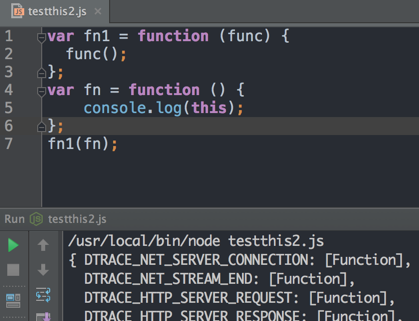 testthis2.js
1 var fn1 = function (func) {
2   func();
3 };
4 var fn = function () {
5     console.log(this);
6 };
7 fn1(fn);
Run testthis2.js
/usr/local/bin/node testthis2.js
{ DTRACE_NET_SERVER_CONNECTION: [Function],
  DTRACE_NET_STREAM_END: [Function],
  DTRACE_HTTP_SERVER_REQUEST: [Function],
  DTRACE_HTTP_SERVER_RESPONSE: [Function],